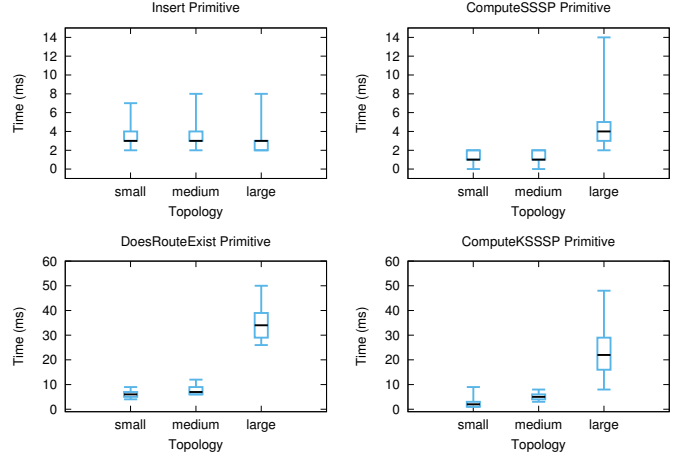 Insert Primitive
14
12
10
8
6
4
2
0
Time (ms)
small medium large
Topology
ComputeSSSP Primitive
14
12
10
8
6
4
2
0
Time (ms)
small medium large
Topology
DoesRouteExist Primitive
60
50
40
30
20
10
0
Time (ms)
small medium large
Topology
ComputeKSSSP Primitive
60
50
40
30
20
10
0
Time (ms)
small medium large
Topology